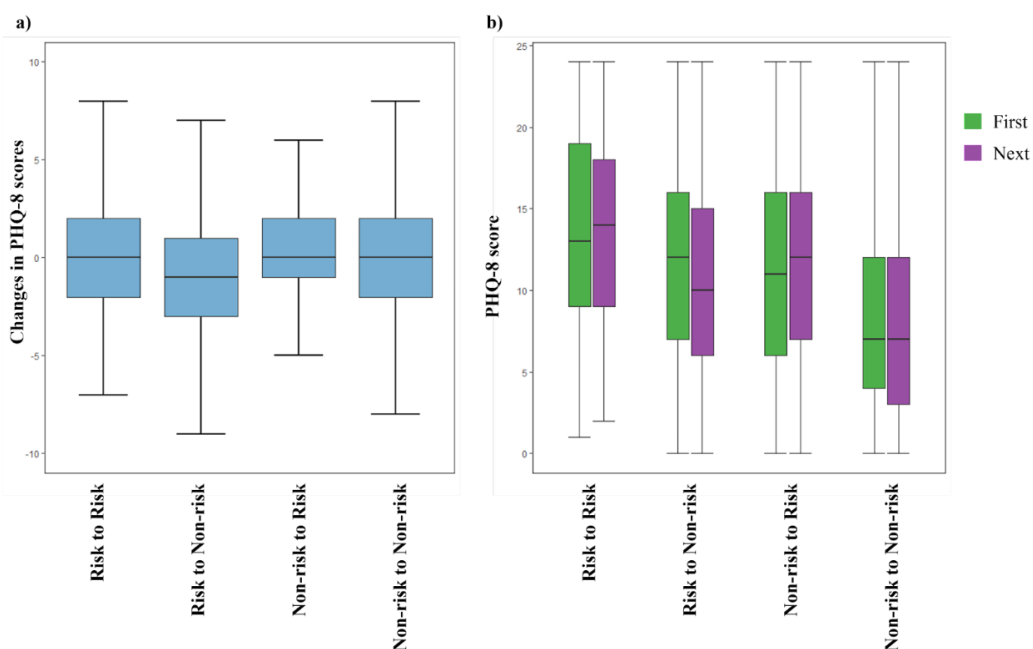 a)
Changes in PHQ-8 scores
10
5
0
-5
-10
Risk to Risk
Risk to Non-risk
Non-risk to Risk
Non-risk to Non-risk
b)
PHQ-8 score
25
20
15
10
5
0
Risk to Risk
Risk to Non-risk
Non-risk to Risk
Non-risk to Non-risk
First
Next